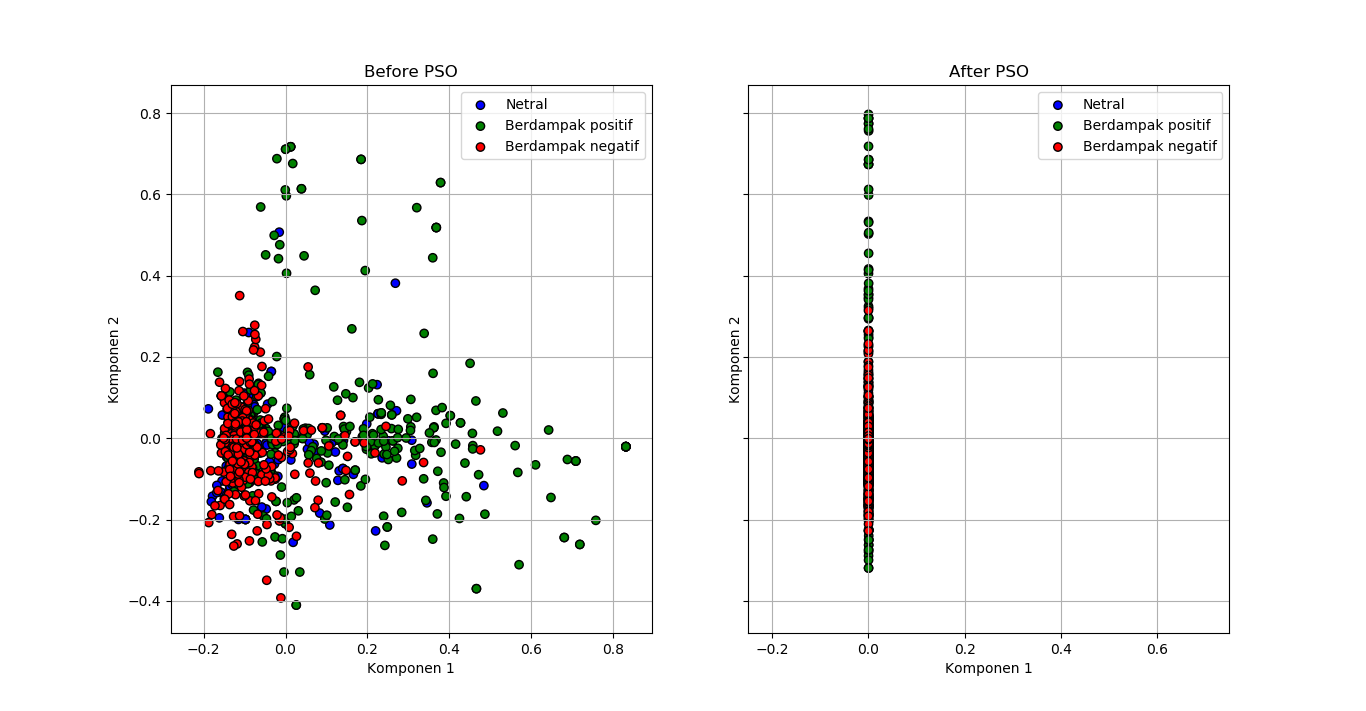 Before PSO
Netral
Berdampak positif
Berdampak negatif
0.8
0.6
0.4
0.2
0.0
−0.2
−0.4
Komponen 2
−0.2
0.0
0.2
0.4
0.6
0.8
Komponen 1
After PSO
Netral
Berdampak positif
Berdampak negatif
Komponen 2
−0.2
0.0
0.2
0.4
0.6
Komponen 1